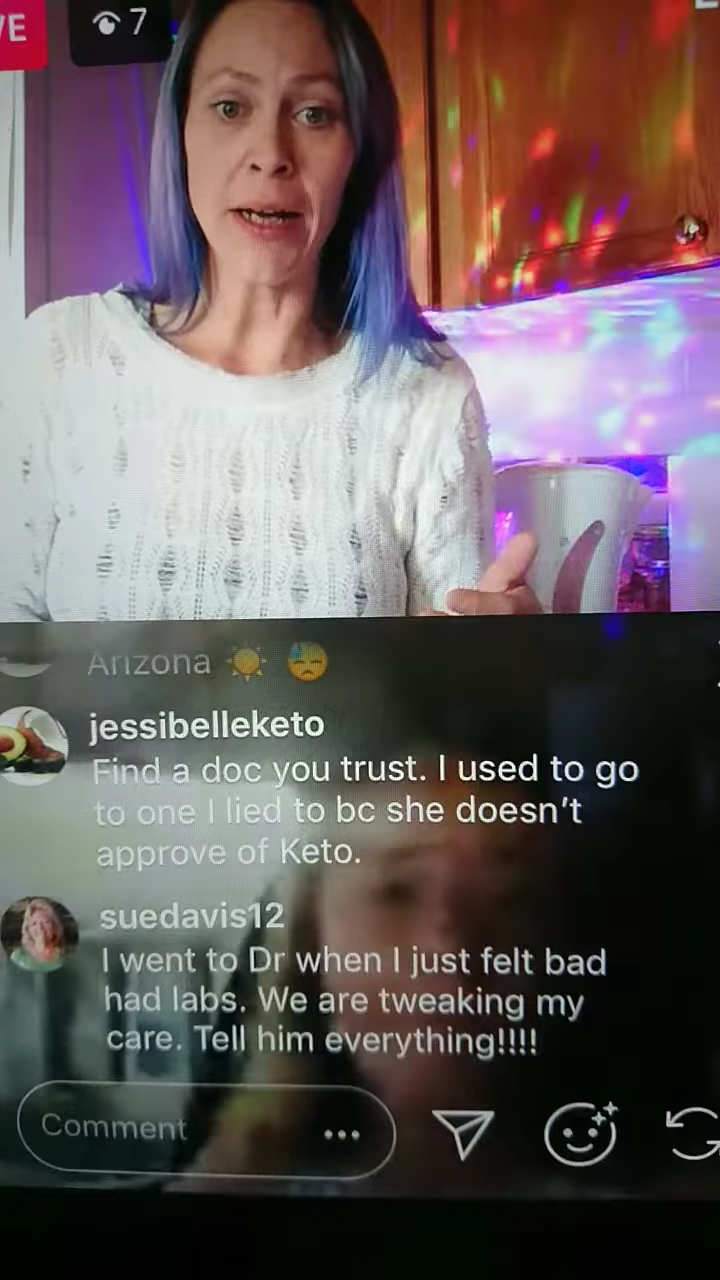 VE
7
Arizona ☀️ 😓
jessibelleketo
Find a doc you trust. I used to go
to one I lied to bc she doesn't
approve of Keto.
suedavis12
I went to Dr when I just felt bad
had labs. We are tweaking my
care. Tell him everything!!!!
Comment